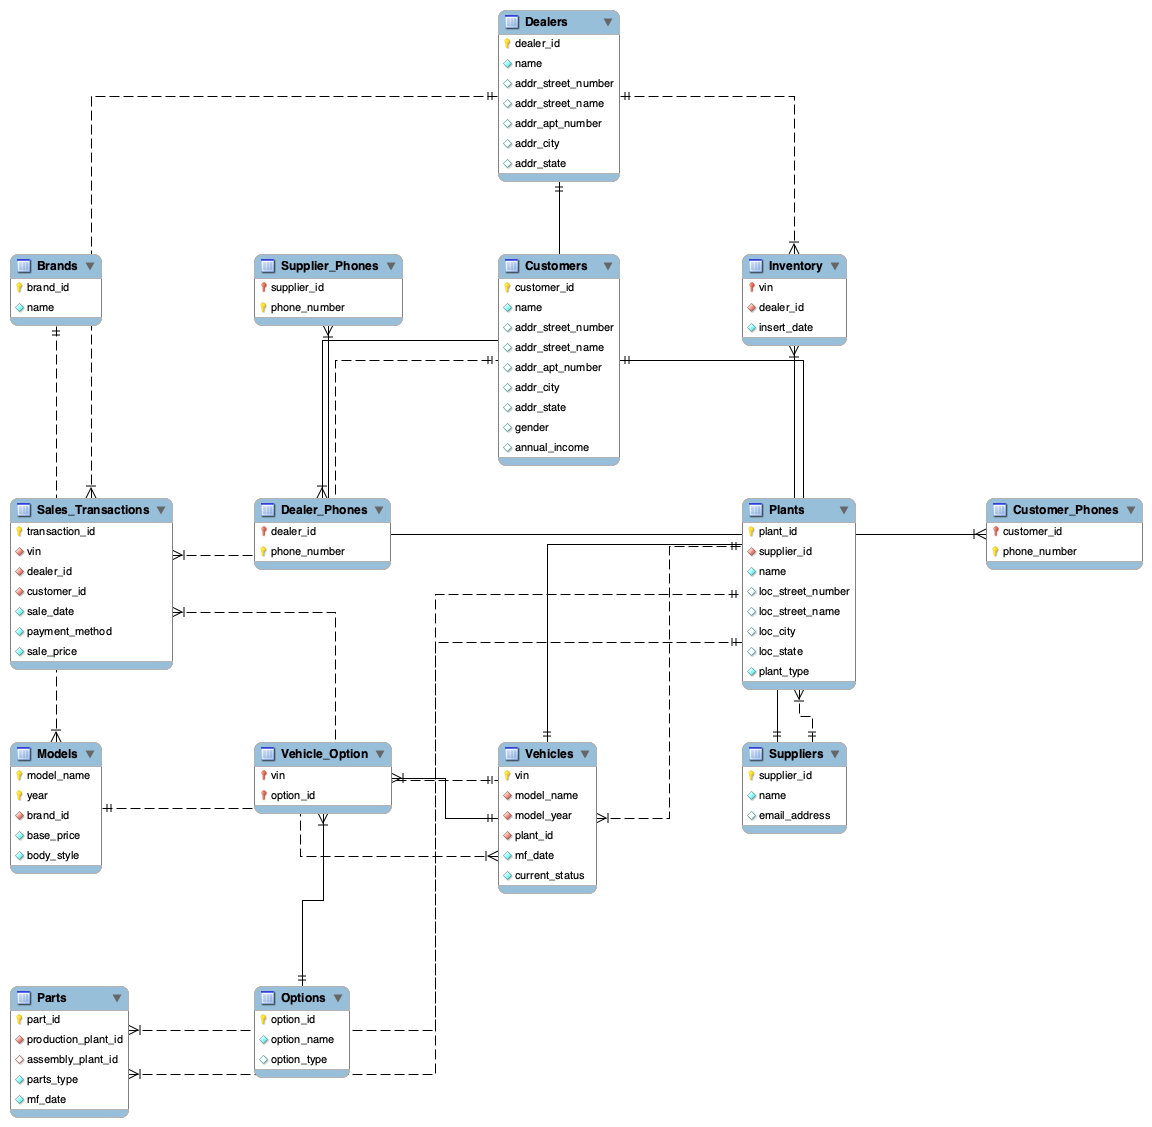 Dealers
dealer_id
name
addr_street_number
addr_street_name
addr_apt_number
addr_city
addr_state
Brands
brand_id
name
Supplier_Phones
supplier_id
phone_number
Customers
customer_id
name
addr_street_number
addr_street_name
addr_apt_number
addr_city
addr_state
gender
annual_income
Inventory
vin
dealer_id
insert_date
Sales_Transactions
transaction_id
vin
dealer_id
customer_id
sale_date
payment_method
sale_price
Dealer_Phones
dealer_id
phone_number
Plants
plant_id
supplier_id
name
loc_street_number
loc_street_name
loc_city
loc_state
plant_type
Customer_Phones
customer_id
phone_number
Models
model_name
year
brand_id
base_price
body_style
Vehicle_Option
vin
option_id
Vehicles
vin
model_name
model_year
plant_id
mf_date
current_status
Suppliers
supplier_id
name
email_address
Parts
part_id
production_plant_id
assembly_plant_id
parts_type
mf_date
Options
option_id
option_name
option_type